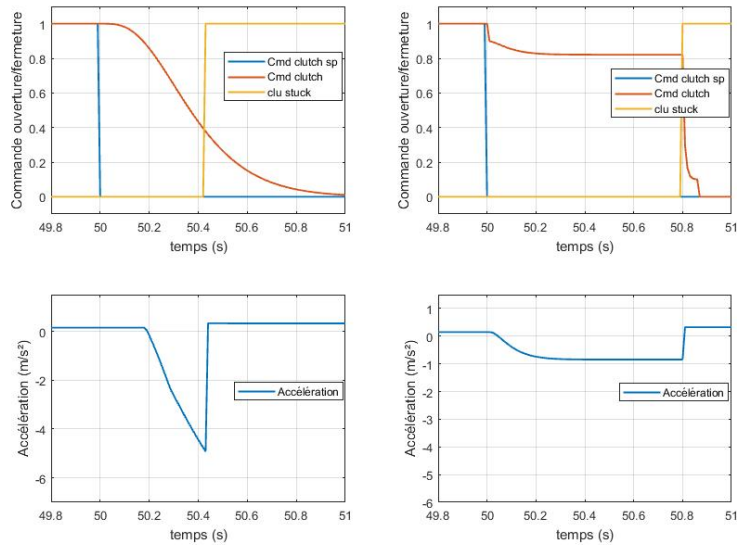 Commande ouverture/fermeture
1
0.8
0.6
0.4
0.2
0
Cmd clutch sp
Cmd clutch
clu stuck
49.8 50 50.2 50.4 50.6 50.8 51
temps (s)
Commande ouverture/fermeture
1
0.8
0.6
0.4
0.2
0
Cmd clutch sp
Cmd clutch
clu stuck
49.8 50 50.2 50.4 50.6 50.8 51
temps (s)
Accélération (m/s²)
0
-2
-4
-6
Accélération
49.8 50 50.2 50.4 50.6 50.8 51
temps (s)
Accélération (m/s²)
1
0
-1
-2
-3
-4
-5
-6
Accélération
49.8 50 50.2 50.4 50.6 50.8 51
temps (s)